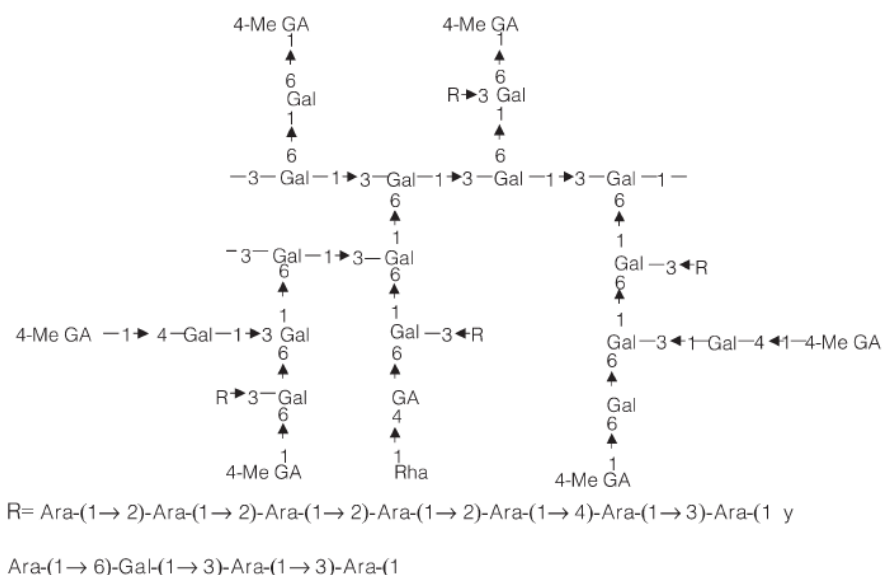 4-Me GA 4-Me GA
1 1
6 6
Gal R→3 Gal
1 1
6 6
–3–Gal–1→3–Gal–1→3–Gal–1→3–Gal–1–
6 6
1 1
–3–Gal–1→3–Gal Gal–3←R
6 6 6
1 1 1
4-Me GA –1→4–Gal–1→3 Gal Gal–3←R Gal–3←1–Gal–4←1–4-Me GA
6 6 6
R→3–Gal GA Gal
6 4 6
1 1 1
4-Me GA Rha 4-Me GA
R= Ara-(1→ 2)-Ara-(1→ 2)-Ara-(1→ 2)-Ara-(1→ 2)-Ara-(1→ 4)-Ara-(1→ 3)-Ara-(1 y
Ara-(1→ 6)-Gal-(1→ 3)-Ara-(1→ 3)-Ara-(1